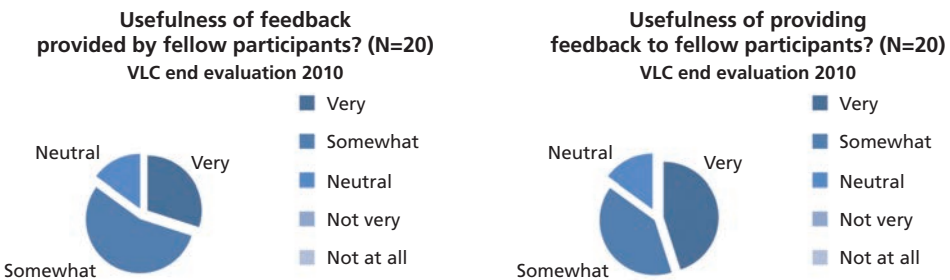 Usefulness of feedback
provided by fellow participants? (N=20)
VLC end evaluation 2010
Very
Somewhat
Neutral
Not very
Not at all
Neutral
Very
Somewhat
Usefulness of providing
feedback to fellow participants? (N=20)
VLC end evaluation 2010
Very
Somewhat
Neutral
Not very
Not at all
Neutral
Very
Somewhat